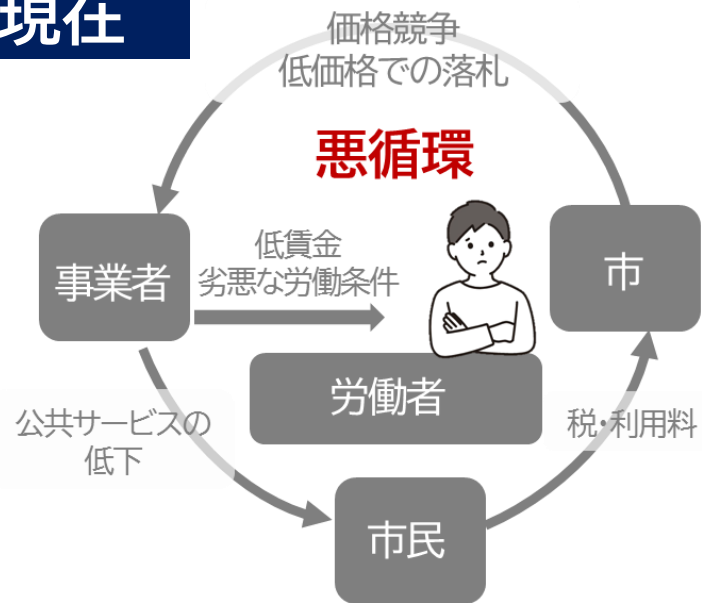 現在
価格競争
低価格での落札
悪循環
低賃金
劣悪な労働条件
事業者
市
労働者
公共サービスの
低下
税・利用料
市民